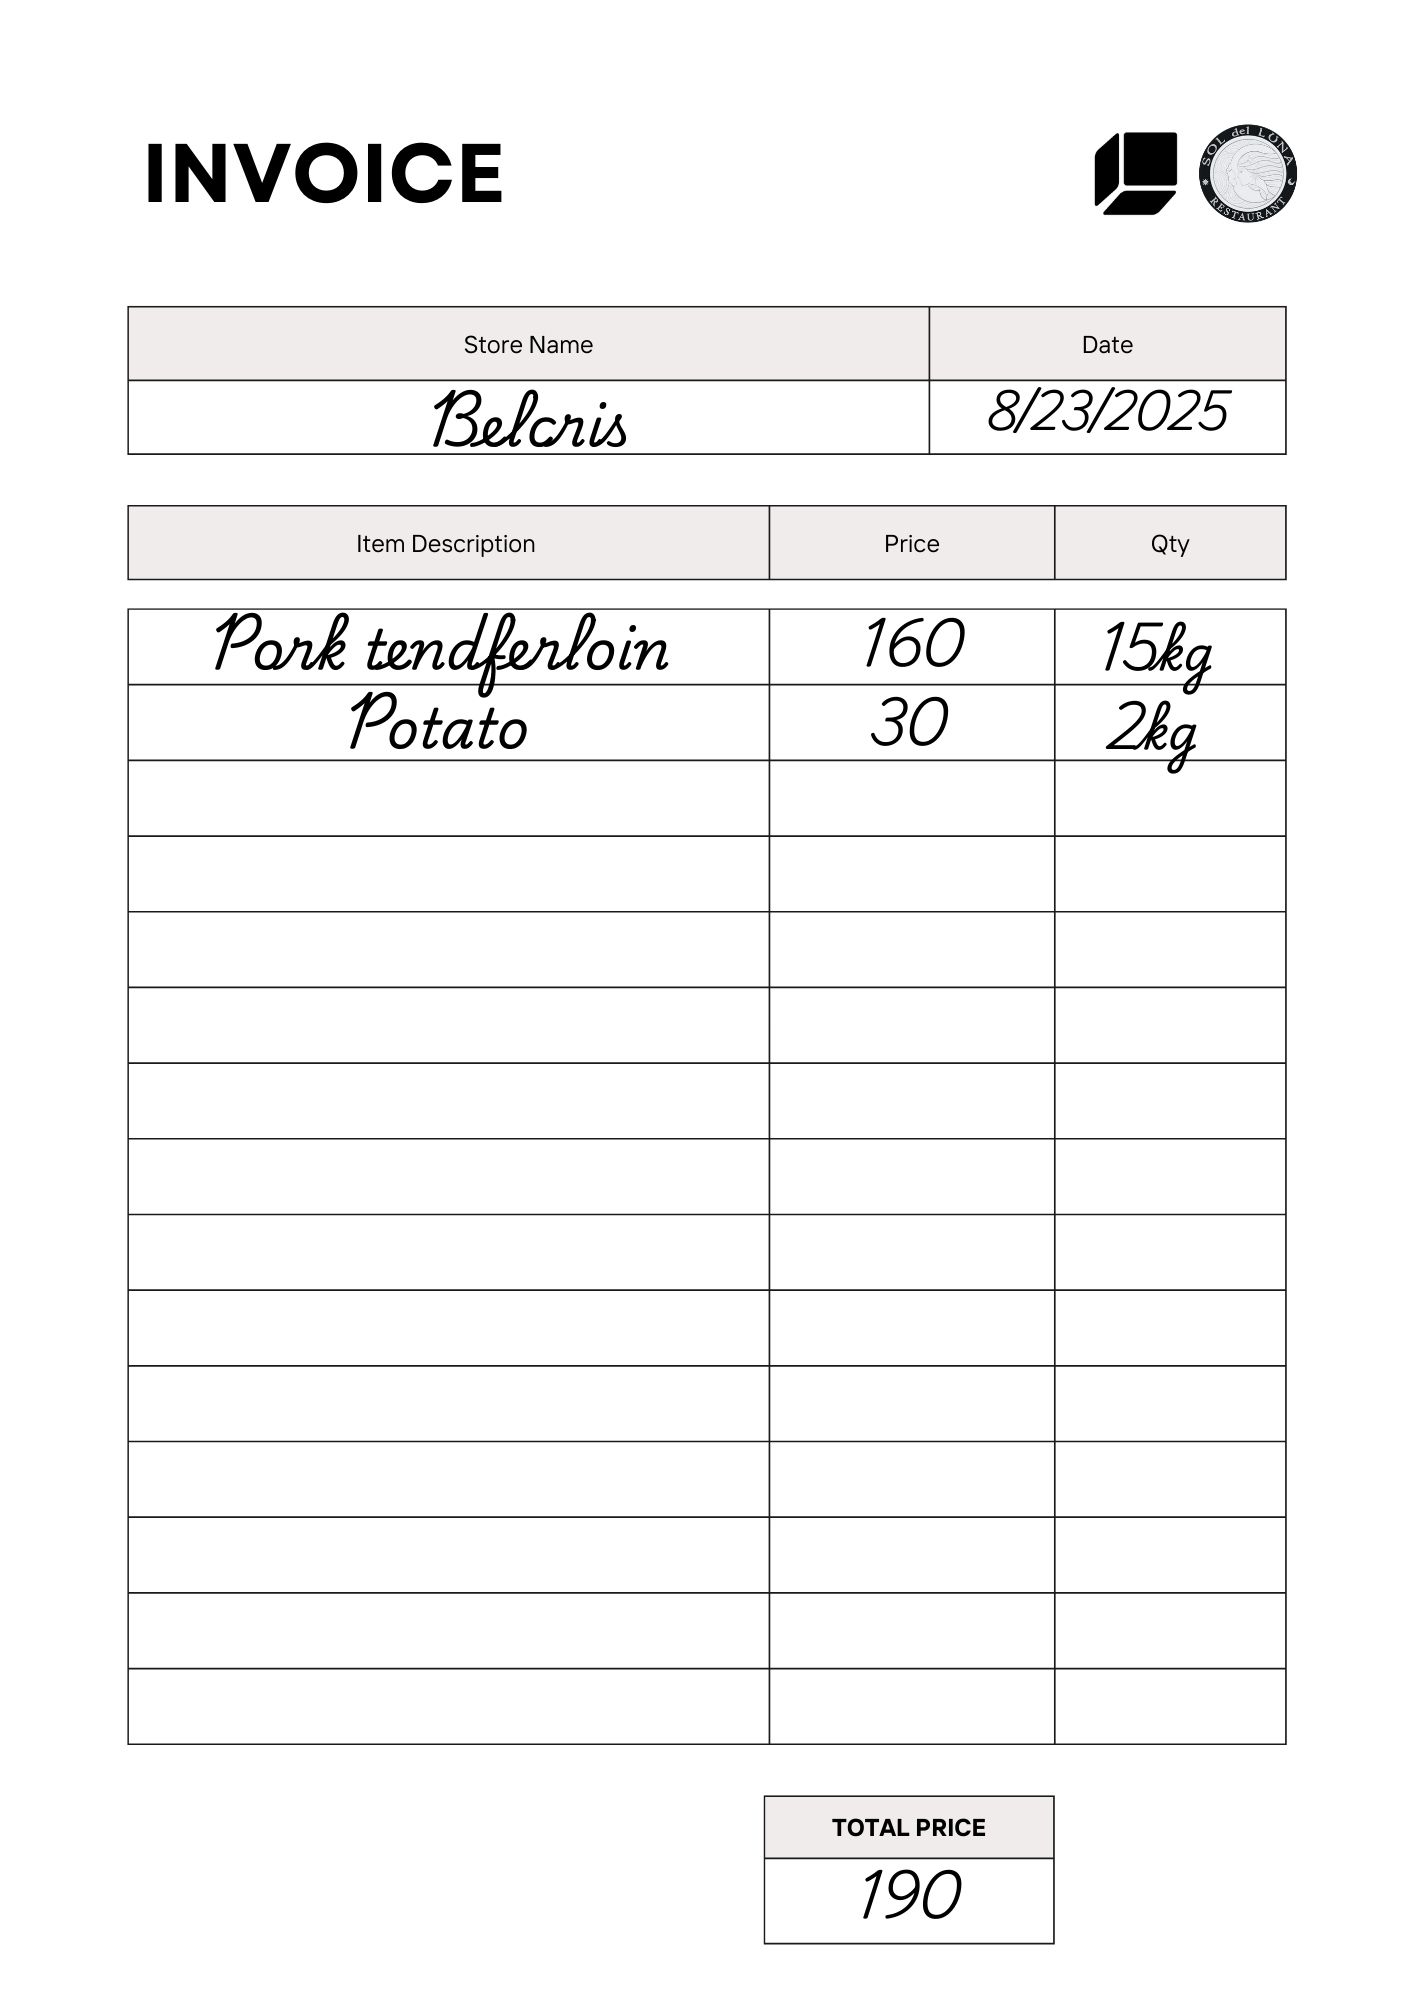 INVOICE
SOL del LUNA
RESTAURANT
Store Name Date
Belcris 8/23/2025
Item Description Price Qty
Pork tendferloin 160 15kg
Potato 30 2kg
TOTAL PRICE
190